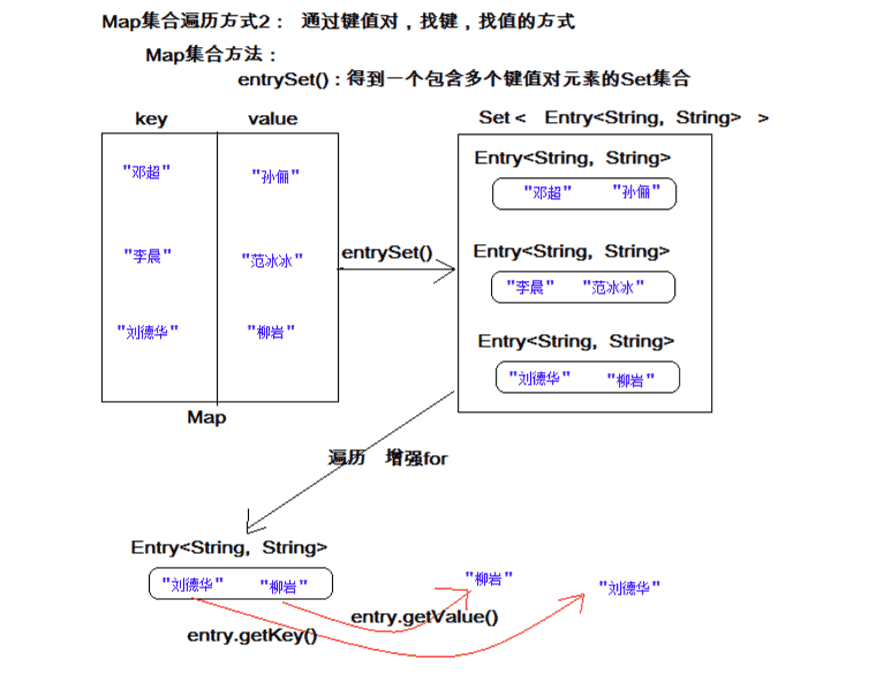 Map集合遍历方式2： 通过键值对，找键，找值的方式
Map集合方法：
entrySet()：得到一个包含多个键值对元素的Set集合
key value
"邓超" "孙俪"
"李晨" "范冰冰"
"刘德华" "柳岩"
Map
entrySet()
Set < Entry<String, String> >
Entry<String, String>
"邓超" "孙俪"
Entry<String, String>
"李晨" "范冰冰"
Entry<String, String>
"刘德华" "柳岩"
遍历 增强for
Entry<String, String>
"刘德华" "柳岩"
"柳岩" "刘德华"
entry.getValue()
entry.getKey()